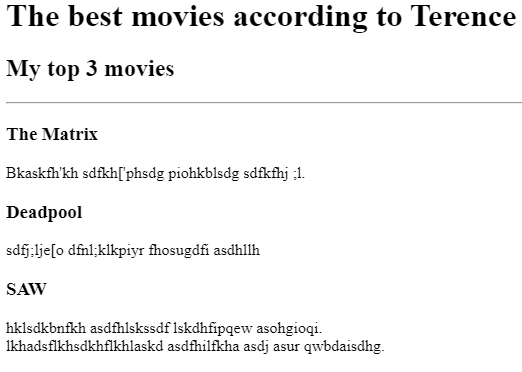 The best movies according to Terence
My top 3 movies
The Matrix
Bkaskfh'kh sdfkh['phsdg piohkblsdg sdfkfhj ;l.
Deadpool
sdfj;lje[o dfnl;klkpiyr fhosugdfi asdhllh
SAW
hklsdkbnfkh asdfhlskssdf lskdhfipqew asohgioqi.
lkhadsflkhsdkhflkhlaskd asdfhilfkha asdj asur qwbdaisdhg.